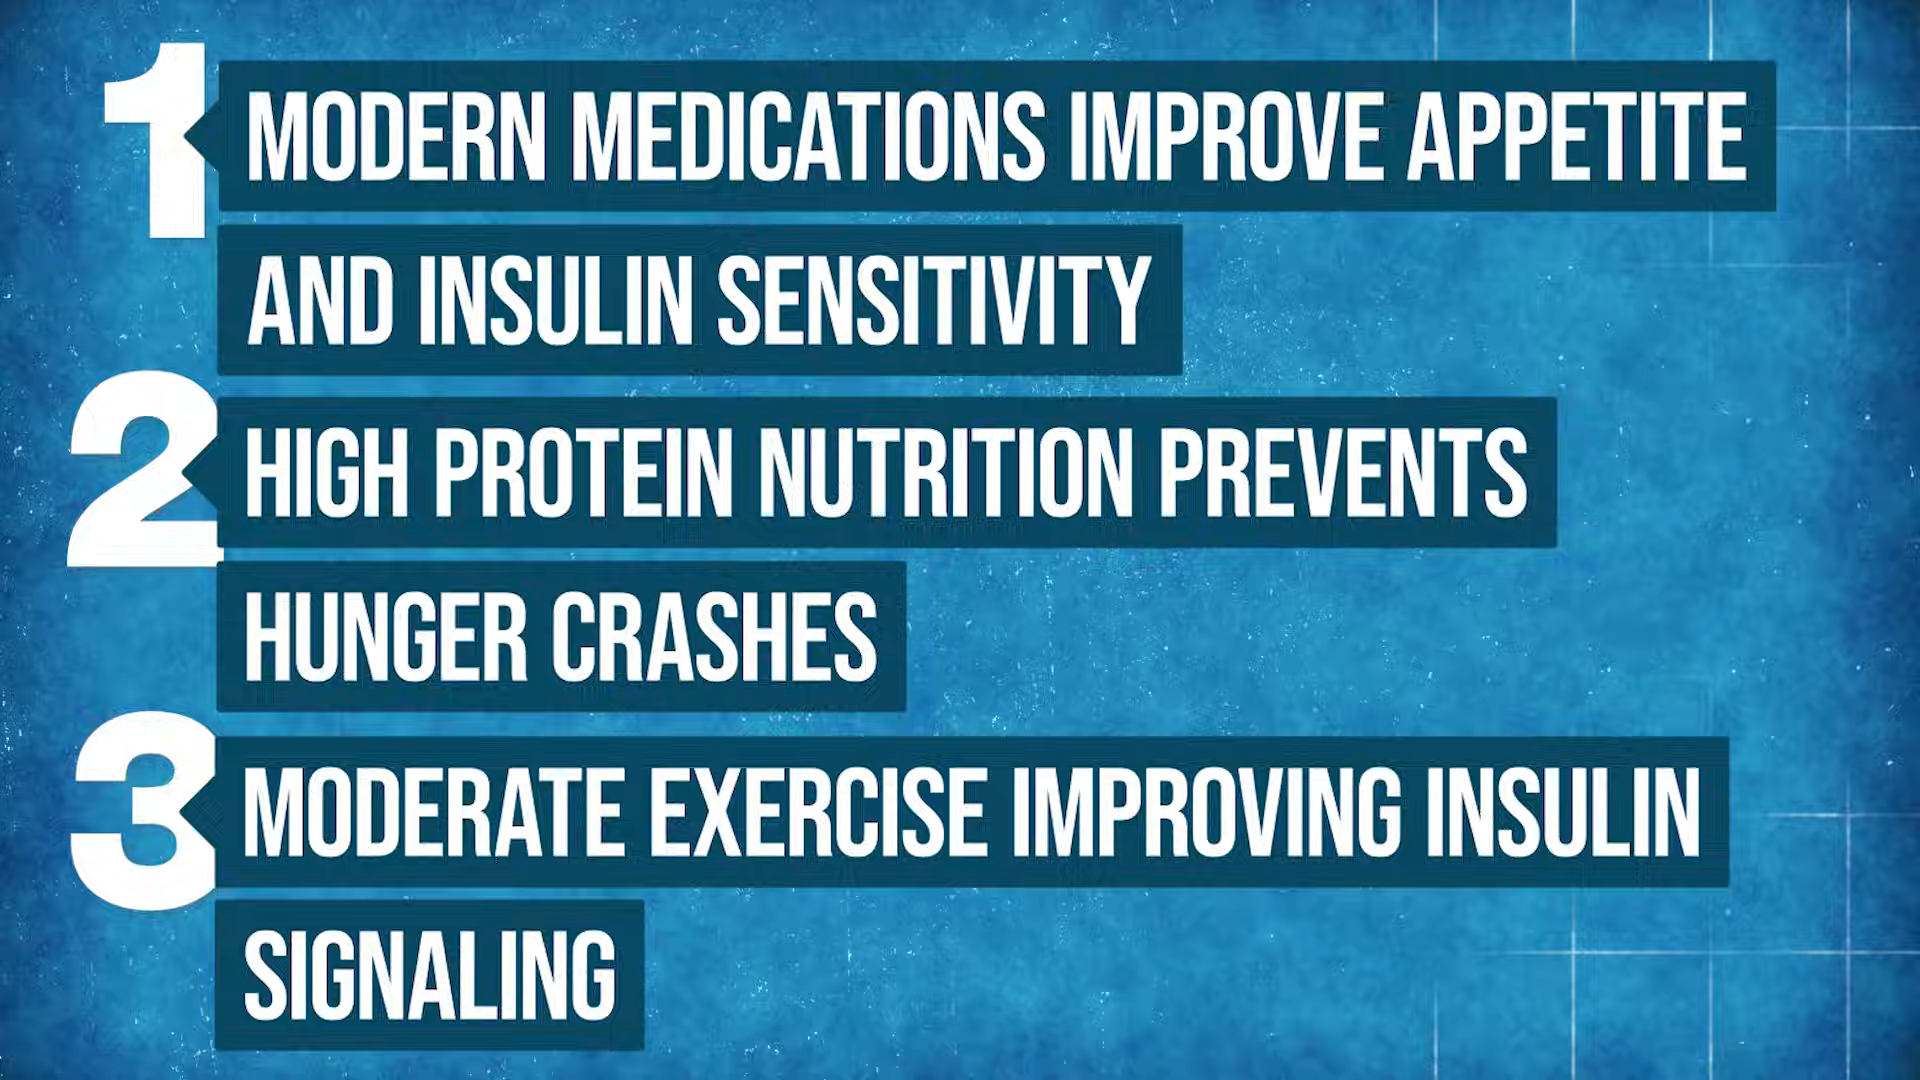 1 MODERN MEDICATIONS IMPROVE APPETITE
AND INSULIN SENSITIVITY
2 HIGH PROTEIN NUTRITION PREVENTS
HUNGER CRASHES
3 MODERATE EXERCISE IMPROVING INSULIN
SIGNALING